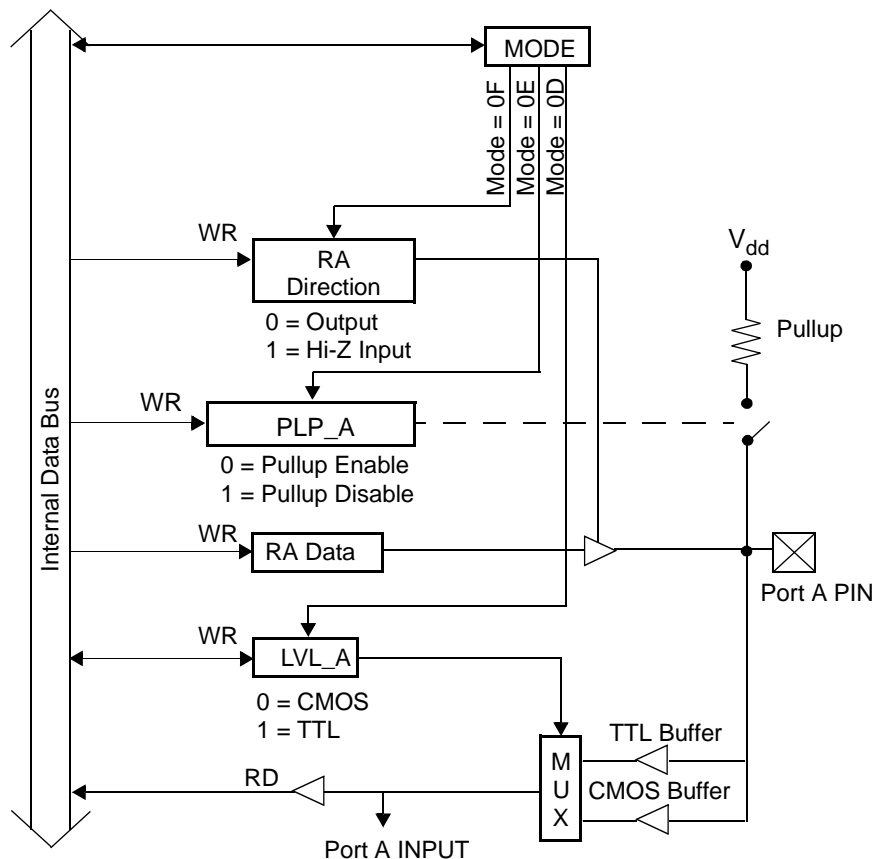 MODE
Mode = 0F
Mode = 0E
Mode = 0D
WR
RA
Direction
0 = Output
1 = Hi-Z Input
Vdd
Pullup
WR
PLP_A
0 = Pullup Enable
1 = Pullup Disable
Internal Data Bus
WR
RA Data
Port A PIN
WR
LVL_A
0 = CMOS
1 = TTL
TTL Buffer
M
U
X
CMOS Buffer
RD
Port A INPUT